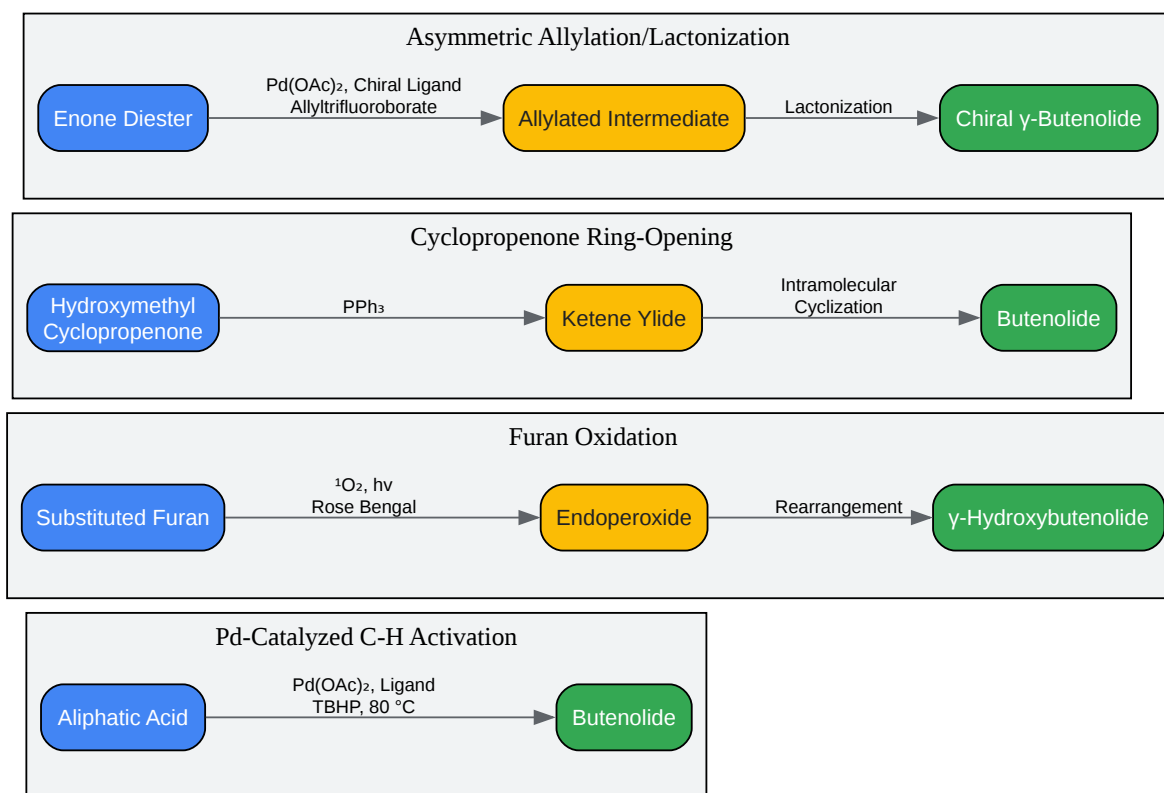 Asymmetric Allylation/Lactonization
Enone Diester
Pd(OAc)₂, Chiral Ligand
Allyltrifluoroborate
Allylated Intermediate
Lactonization
Chiral γ-Butenolide
Cyclopropenone Ring-Opening
Hydroxymethyl
Cyclopropenone
PPh₃
Ketene Ylide
Intramolecular
Cyclization
Butenolide
Furan Oxidation
Substituted Furan
¹O₂, hv
Rose Bengal
Endoperoxide
Rearrangement
γ-Hydroxybutenolide
Pd-Catalyzed C-H Activation
Aliphatic Acid
Pd(OAc)₂, Ligand
TBHP, 80 °C
Butenolide